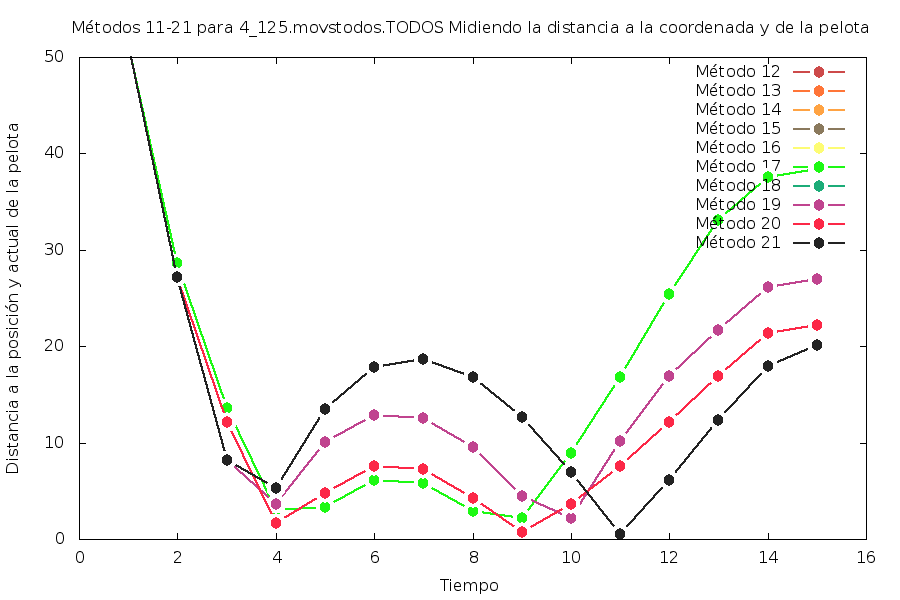 Métodos 11-21 para 4_125.movstodos.TODOS Midiendo la distancia a la coordenada y de la pelota
Distancia a la posición y actual de la pelota
50
40
30
20
10
0
Método 12
Método 13
Método 14
Método 15
Método 16
Método 17
Método 18
Método 19
Método 20
Método 21
0 2 4 6 8 10 12 14 16
Tiempo